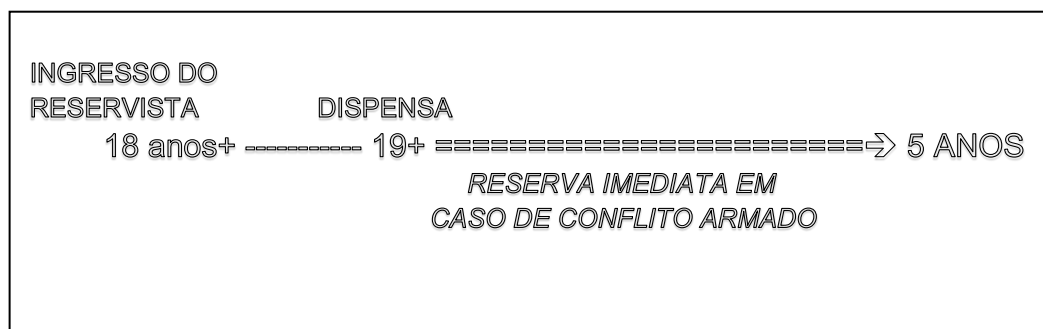 INGRESSO DO
RESERVISTA DISPENSA
18 anos+ ----------- 19+ =======================→ 5 ANOS
RESERVA IMEDIATA EM
CASO DE CONFLITO ARMADO